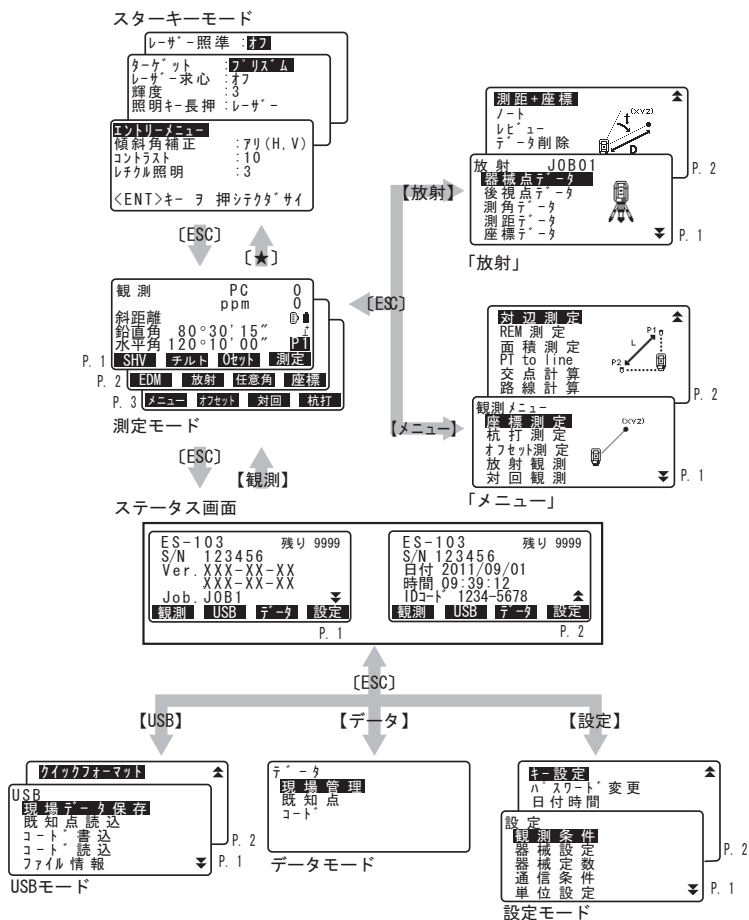 スターキーモード
レーザー照準 :オフ
ターゲット :プリズム
レーザー求心 :オフ
輝度 :3
照明キー長押 :レーザー
エントリーメニュー
傾斜角補正 :アリ(H,V)
コントラスト :10
レチクル照明 :3
<ENT>キー ヲ 押シテクダサイ
〔ESC〕
〔★〕
観測 PC 0
ppm 0
斜距離
鉛直角 80°30'15"
水平角 120°10'00" P1
P. 1 SHV チルト 0セット 測定
P. 2 EDM 放射 任意角 座標
P. 3 メニュー オフセット 対回 杭打
測定モード
〔ESC〕
【放射】
【メニュー】
測距+座標
ノート
レビュー
データ削除
(XYZ)
t
D
P. 2
放射 JOB01
器械点データ
後視点データ
測角データ
測距データ
座標データ
P. 1
「放射」
対辺測定
REM測定
面積測定
PT to line
交点計算
路線計算
P1
L
P2
P. 2
観測メニュー
座標測定
杭打測定
オフセット測定
放射観測
対回観測
(XYZ)
P. 1
「メニュー」
〔ESC〕
【観測】
ステータス画面
ES-103 残り 9999
S/N 123456
Ver. XXX-XX-XX
XXX-XX-XX
Job. JOB1
観測 USB データ 設定
P. 1
ES-103 残り 9999
S/N 123456
日付 2011/09/01
時間 09:39:12
IDコード 1234-5678
観測 USB データ 設定
P. 2
〔ESC〕
【USB】
【データ】
【設定】
クイックフォーマット
P. 2
USB
現場データ保存
既知点読込
コード書込
コード読込
ファイル情報
P. 1
USBモード
データ
現場管理
既知点
コード
データモード
キー設定
パスワード変更
日付時間
P. 2
設定
観測条件
器械設定
器械定数
通信条件
単位設定
P. 1
設定モード